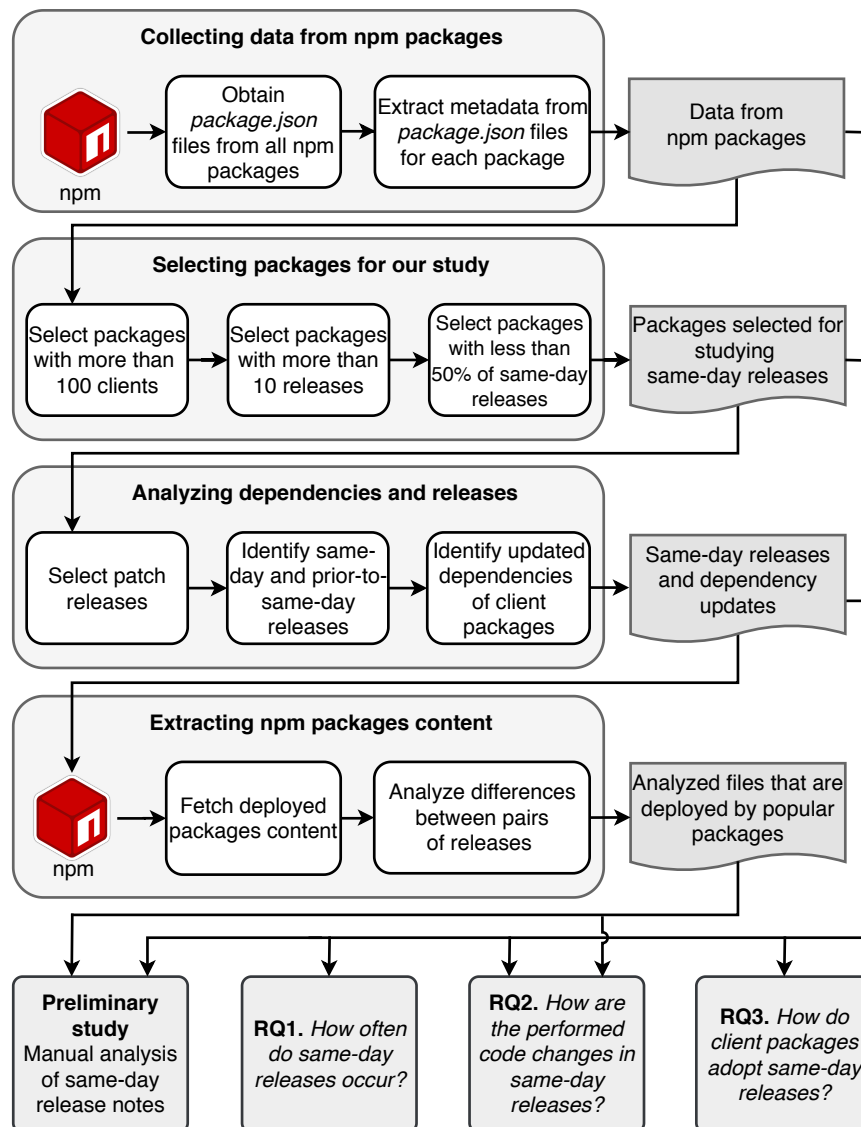 Collecting data from npm packages
npm
Obtain
package.json
files from all npm
packages
Extract metadata from
package.json files
for each package
Data from
npm packages
Selecting packages for our study
Select packages
with more than
100 clients
Select packages
with more than
10 releases
Select packages
with less than
50% of same-day
releases
Packages selected for
studying
same-day releases
Analyzing dependencies and releases
Select patch
releases
Identify same-
day and prior-to-
same-day
releases
Identify updated
dependencies
of client
packages
Same-day releases
and dependency
updates
Extracting npm packages content
npm
Fetch deployed
packages content
Analyze differences
between pairs
of releases
Analyzed files that are
deployed by popular
packages
Preliminary
study
Manual analysis
of same-day
release notes
RQ1. How often
do same-day
releases occur?
RQ2. How are
the performed
code changes in
same-day
releases?
RQ3. How do
client packages
adopt same-day
releases?